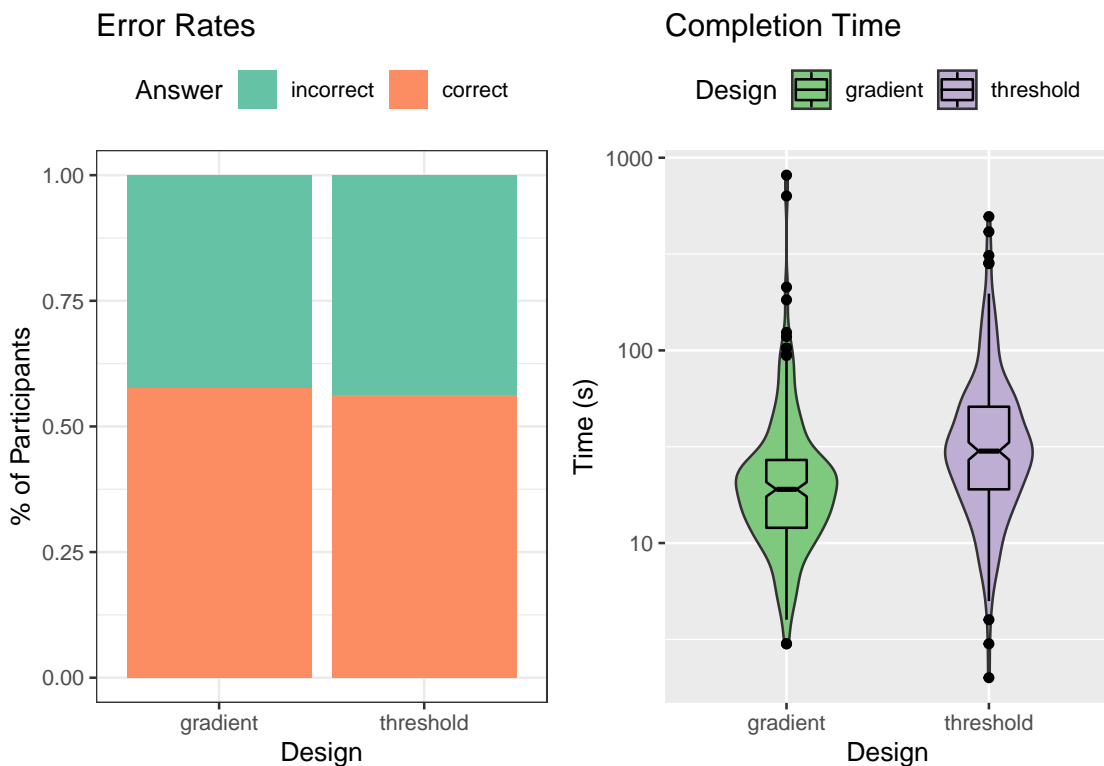 Error Rates
Answer incorrect correct
% of Participants
1.00
0.75
0.50
0.25
0.00
gradient threshold
Design
Completion Time
Design gradient threshold
Time (s)
1000
100
10
gradient threshold
Design